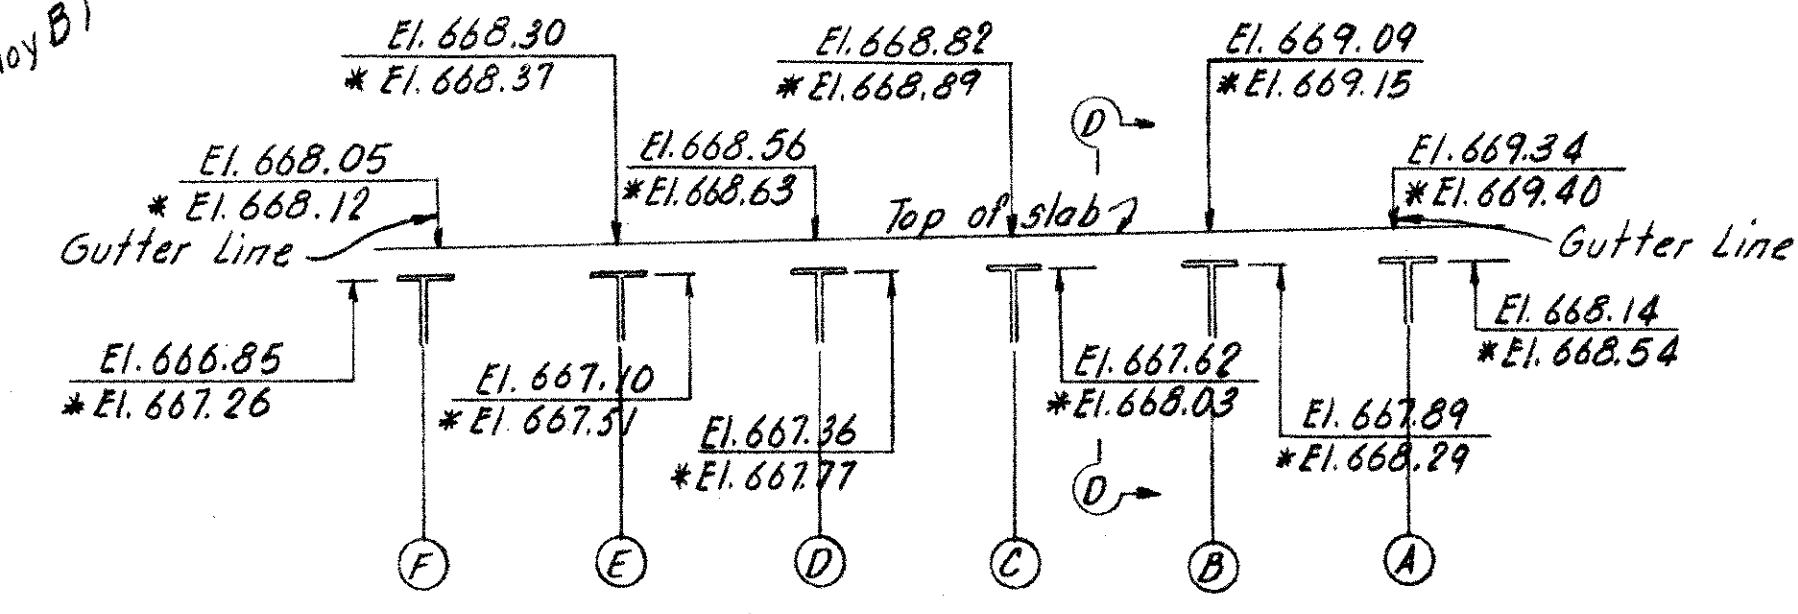 El. 668.30
* El. 668.37
El. 668.82
* El. 668.89
El. 669.09
* El. 669.15
D
El. 668.05
* El. 668.12
El. 668.56
* El. 668.63
El. 669.34
* El. 669.40
Top of slab
Gutter Line
Gutter Line
El. 666.85
* El. 667.26
El. 667.10
* El. 667.51
El. 667.36
* El. 667.77
El. 667.62
* El. 668.03
El. 667.89
* El. 668.29
El. 668.14
* El. 668.54
D
F
E
D
C
B
A